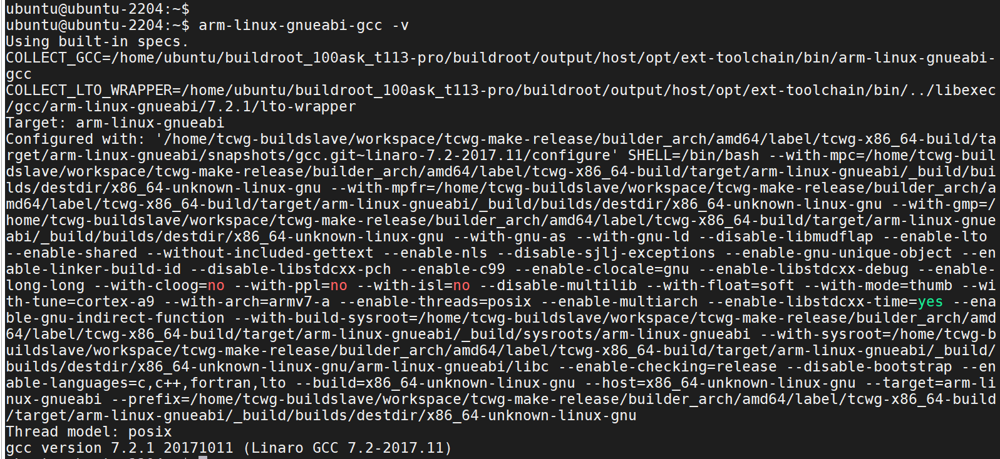 ubuntu@ubuntu-2204:~$
ubuntu@ubuntu-2204:~$ arm-linux-gnueabi-gcc -v
Using built-in specs.
COLLECT_GCC=/home/ubuntu/buildroot_100ask_t113-pro/buildroot/output/host/opt/ext-toolchain/bin/arm-linux-gnueabi-
gcc
COLLECT_LTO_WRAPPER=/home/ubuntu/buildroot_100ask_t113-pro/buildroot/output/host/opt/ext-toolchain/bin/../libexec
/gcc/arm-linux-gnueabi/7.2.1/lto-wrapper
Target: arm-linux-gnueabi
Configured with: '/home/tcwg-buildslave/workspace/tcwg-make-release/builder_arch/amd64/label/tcwg-x86_64-build/ta
rget/arm-linux-gnueabi/snapshots/gcc.git~linaro-7.2-2017.11/configure' SHELL=/bin/bash --with-mpc=/home/tcwg-buil
dslave/workspace/tcwg-make-release/builder_arch/amd64/label/tcwg-x86_64-build/target/arm-linux-gnueabi/_build/bui
lds/destdir/x86_64-unknown-linux-gnu --with-mpfr=/home/tcwg-buildslave/workspace/tcwg-make-release/builder_arch/a
md64/label/tcwg-x86_64-build/target/arm-linux-gnueabi/_build/builds/destdir/x86_64-unknown-linux-gnu --with-gmp=/
home/tcwg-buildslave/workspace/tcwg-make-release/builder_arch/amd64/label/tcwg-x86_64-build/target/arm-linux-gnue
abi/_build/builds/destdir/x86_64-unknown-linux-gnu --with-gnu-as --with-gnu-ld --disable-libmudflap --enable-lto
--enable-shared --without-included-gettext --enable-nls --disable-sjlj-exceptions --enable-gnu-unique-object --en
able-linker-build-id --disable-libstdcxx-pch --enable-c99 --enable-clocale=gnu --enable-libstdcxx-debug --enable-
long-long --with-cloog=no --with-ppl=no --with-isl=no --disable-multilib --with-float=soft --with-mode=thumb --wi
th-tune=cortex-a9 --with-arch=armv7-a --enable-threads=posix --enable-multiarch --enable-libstdcxx-time=yes --ena
ble-gnu-indirect-function --with-build-sysroot=/home/tcwg-buildslave/workspace/tcwg-make-release/builder_arch/amd
64/label/tcwg-x86_64-build/target/arm-linux-gnueabi/_build/sysroots/arm-linux-gnueabi --with-sysroot=/home/tcwg-b
uildslave/workspace/tcwg-make-release/builder_arch/amd64/label/tcwg-x86_64-build/target/arm-linux-gnueabi/_build/
builds/destdir/x86_64-unknown-linux-gnu/arm-linux-gnueabi/libc --enable-checking=release --disable-bootstrap --en
able-languages=c,c++,fortran,lto --build=x86_64-unknown-linux-gnu --host=x86_64-unknown-linux-gnu --target=arm-li
nux-gnueabi --prefix=/home/tcwg-buildslave/workspace/tcwg-make-release/builder_arch/amd64/label/tcwg-x86_64-build
/target/arm-linux-gnueabi/_build/builds/destdir/x86_64-unknown-linux-gnu
Thread model: posix
gcc version 7.2.1 20171011 (Linaro GCC 7.2-2017.11)